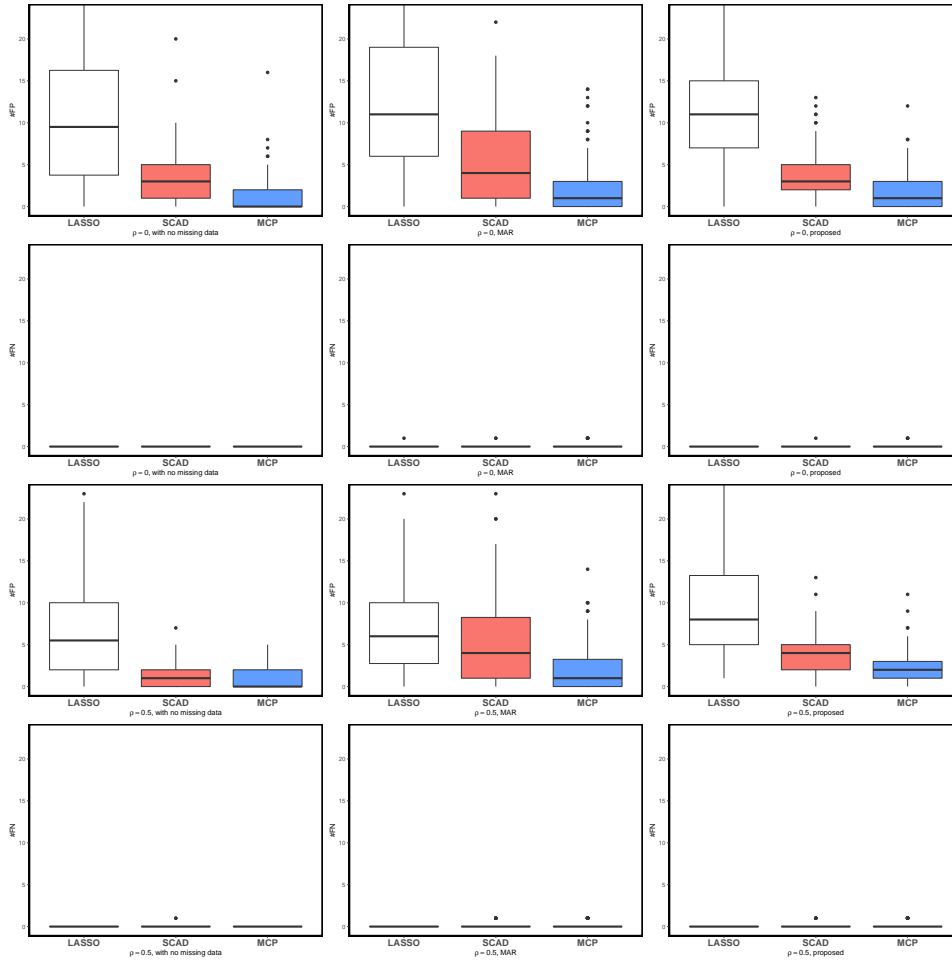 #FP
20
15
10
5
0
LASSO SCAD MCP
ρ = 0, with no missing data
#FP
20
15
10
5
0
LASSO SCAD MCP
ρ = 0, MAR
#FP
20
15
10
5
0
LASSO SCAD MCP
ρ = 0, proposed
#FN
20
15
10
5
0
LASSO SCAD MCP
ρ = 0, with no missing data
#FN
20
15
10
5
0
LASSO SCAD MCP
ρ = 0, MAR
#FN
20
15
10
5
0
LASSO SCAD MCP
ρ = 0, proposed
#FP
20
15
10
5
0
LASSO SCAD MCP
ρ = 0.5, with no missing data
#FP
20
15
10
5
0
LASSO SCAD MCP
ρ = 0.5, MAR
#FP
20
15
10
5
0
LASSO SCAD MCP
ρ = 0.5, proposed
#FN
20
15
10
5
0
LASSO SCAD MCP
ρ = 0.5, with no missing data
#FN
20
15
10
5
0
LASSO SCAD MCP
ρ = 0.5, MAR
#FN
20
15
10
5
0
LASSO SCAD MCP
ρ = 0.5, proposed